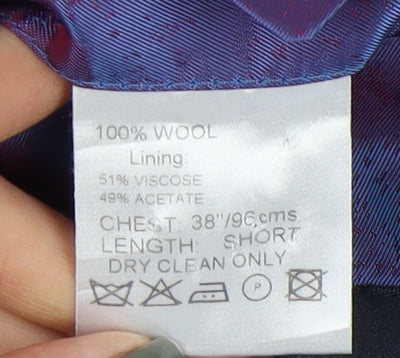 100% WOOL
Lining:
51% VISCOSE
49% ACETATE
CHEST: 38"/96cms
LENGTH: SHORT
DRY CLEAN ONLY
P